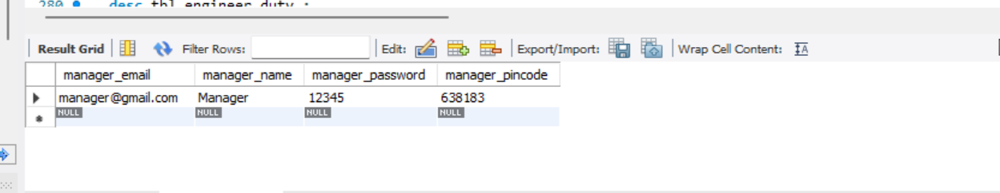 280 desc tbl_engineer_duty ;
Result Grid Filter Rows: Edit: Export/Import: Wrap Cell Content: IA
manager_email manager_name manager_password manager_pincode
manager@gmail.com Manager 12345 638183
NULL NULL NULL NULL